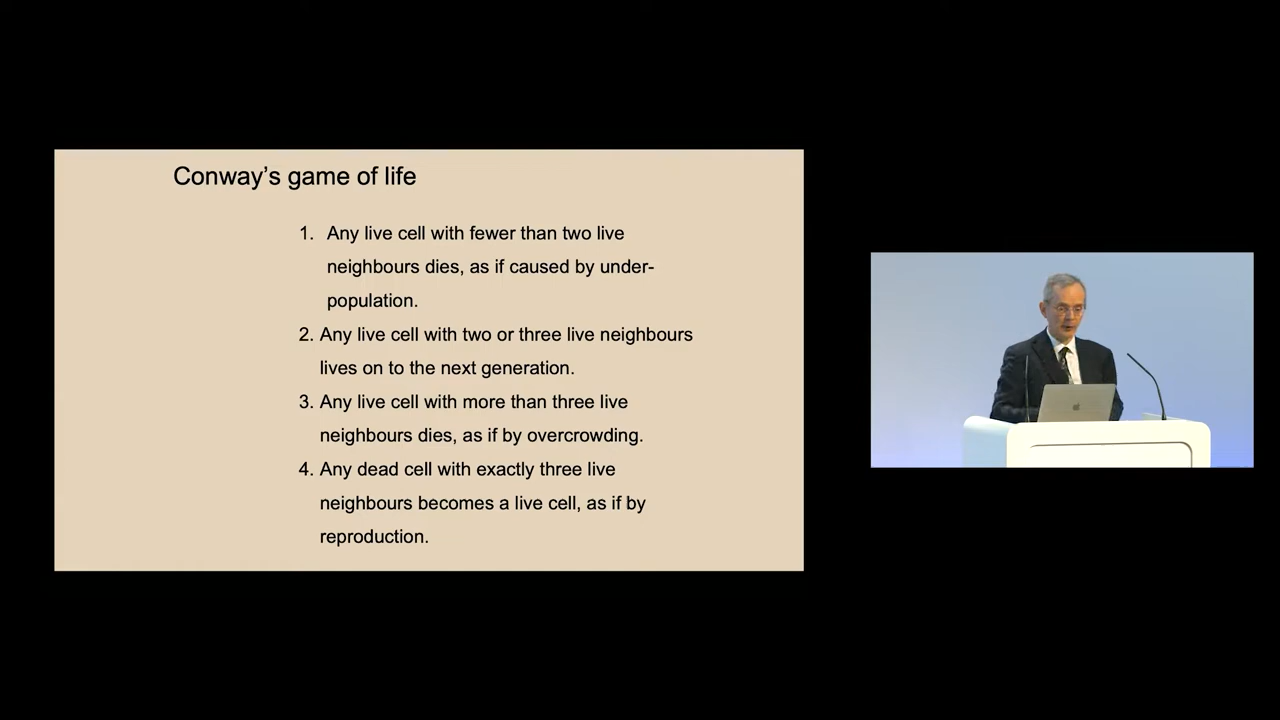 Conway’s game of life
1. Any live cell with fewer than two live
neighbours dies, as if caused by under-
population.
2. Any live cell with two or three live neighbours
lives on to the next generation.
3. Any live cell with more than three live
neighbours dies, as if by overcrowding.
4. Any dead cell with exactly three live
neighbours becomes a live cell, as if by
reproduction.